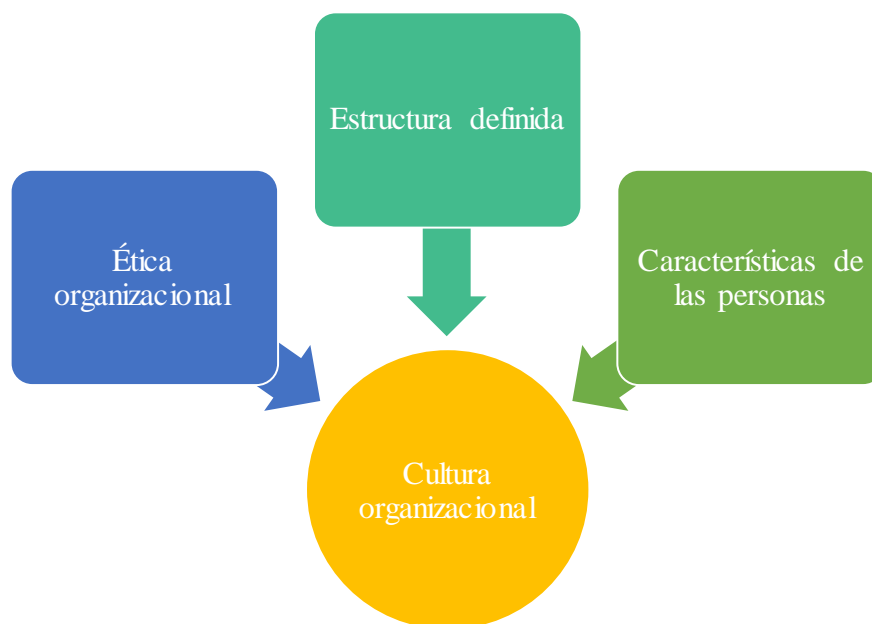 Estructura definida
Ética
organizacional
Características de
las personas
Cultura
organizacional